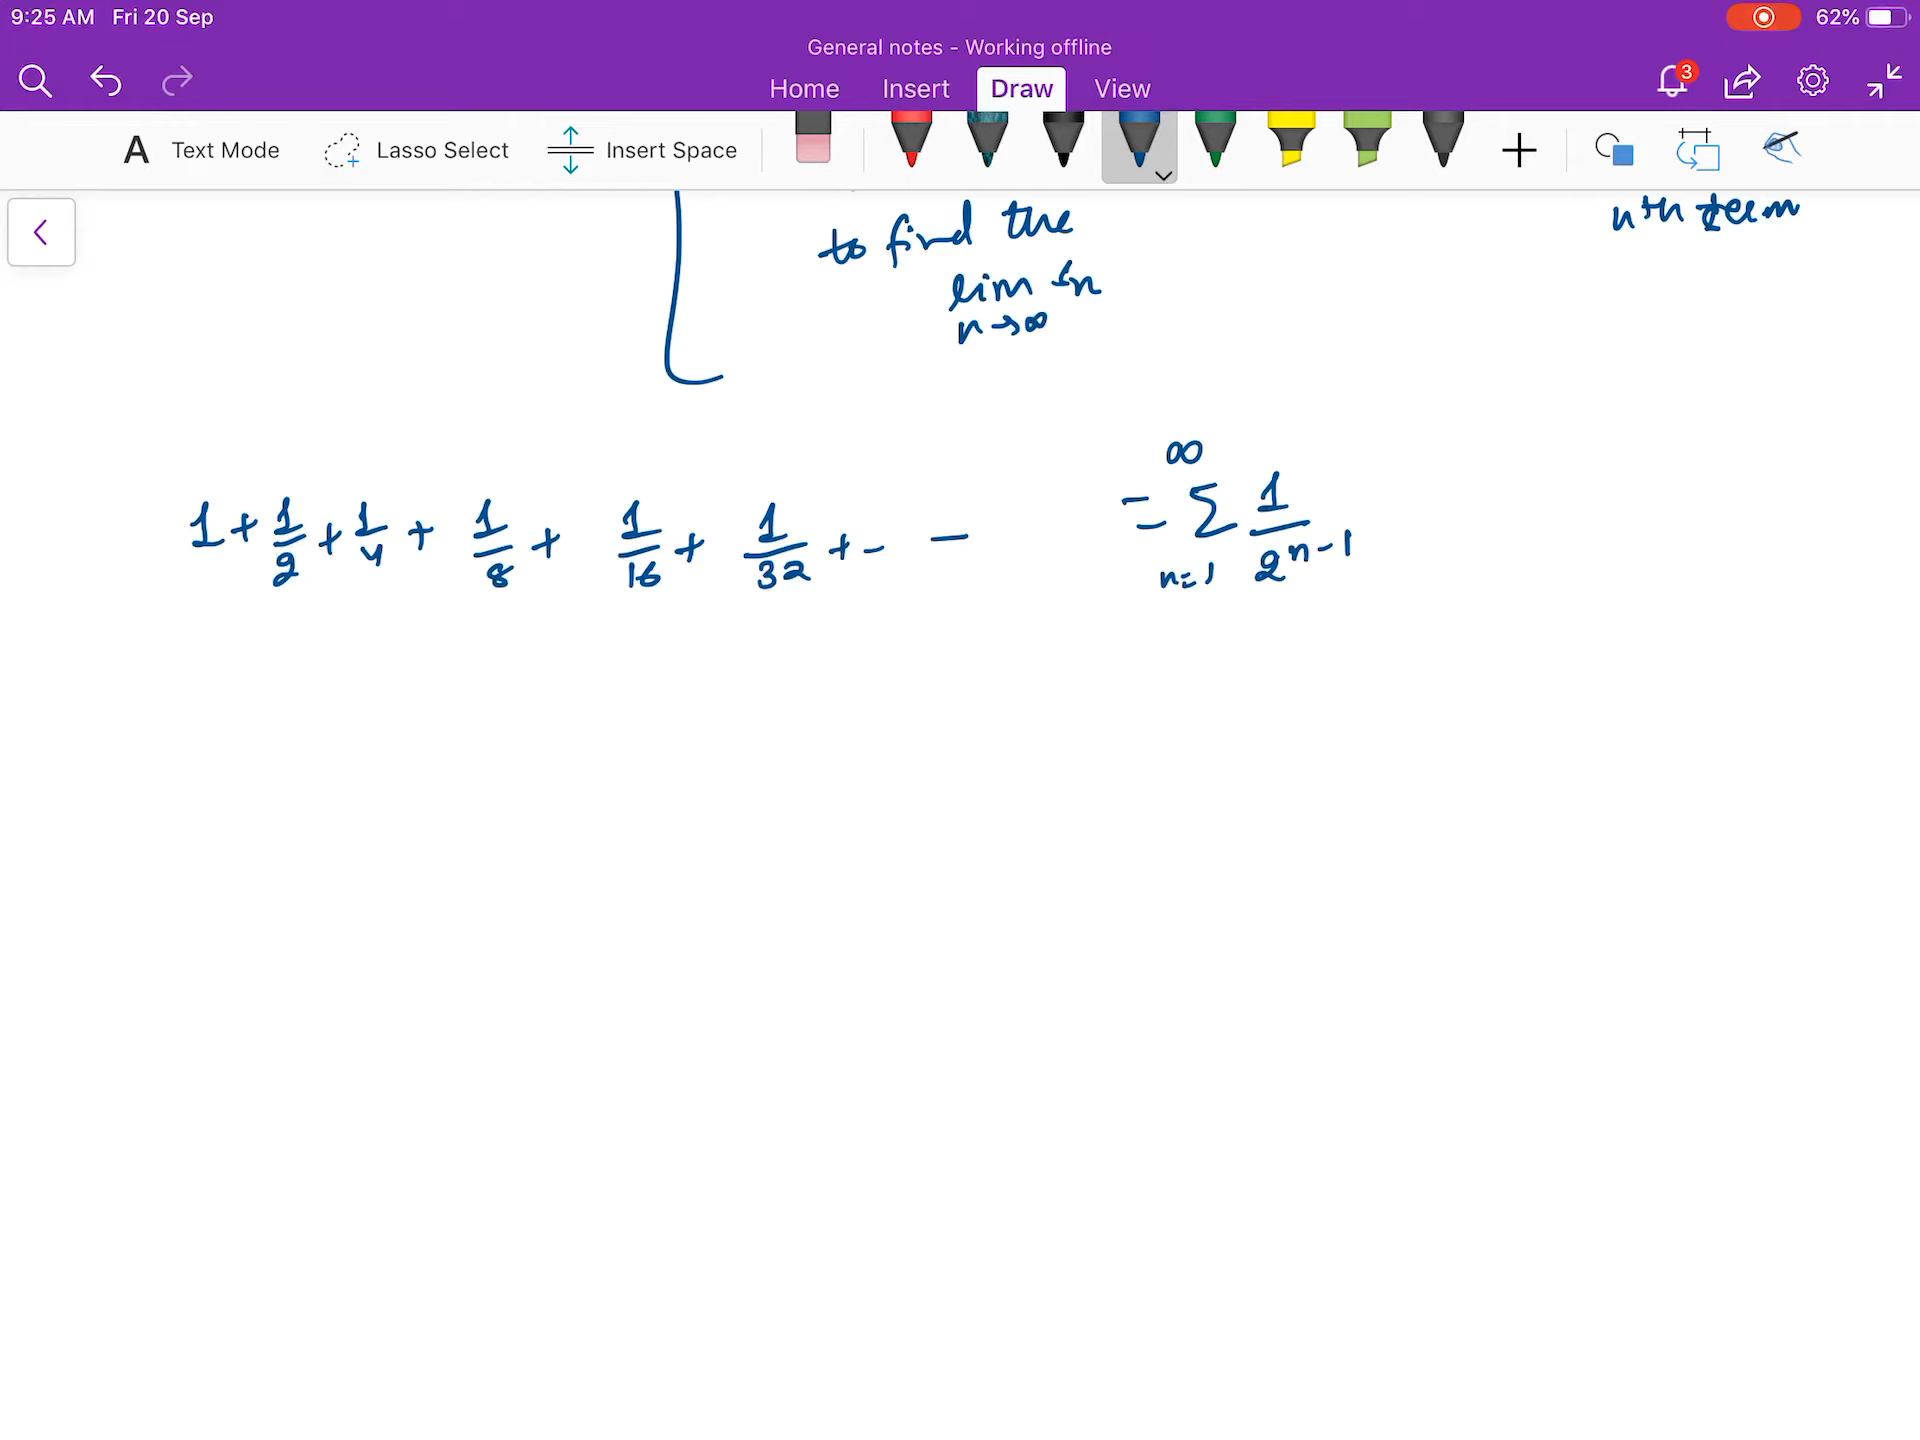 9:25 AM Fri 20 Sep 62%
General notes - Working offline
Home Insert Draw View
3
A Text Mode Lasso Select Insert Space
nth term
to find the
lim Sn
n→∞
1 + 1/2 + 1/4 + 1/8 + 1/16 + 1/32 + - - = ∞ Σ n=1 1/2^(n-1)